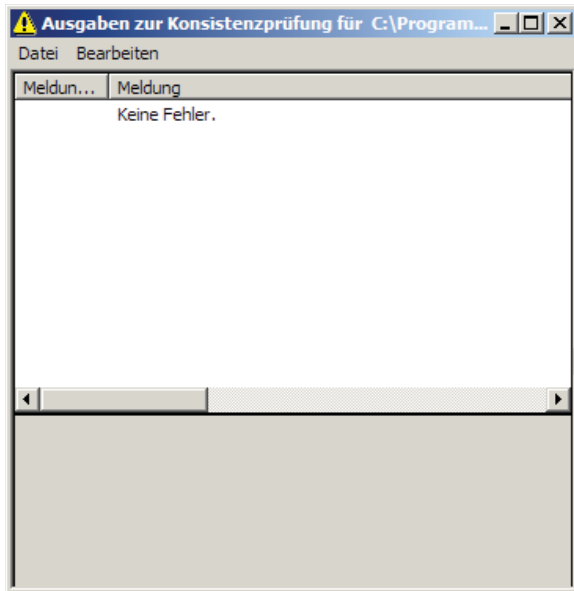 Ausgaben zur Konsistenzprüfung für C:\Program...
Datei Bearbeiten
Meldun... Meldung
Keine Fehler.